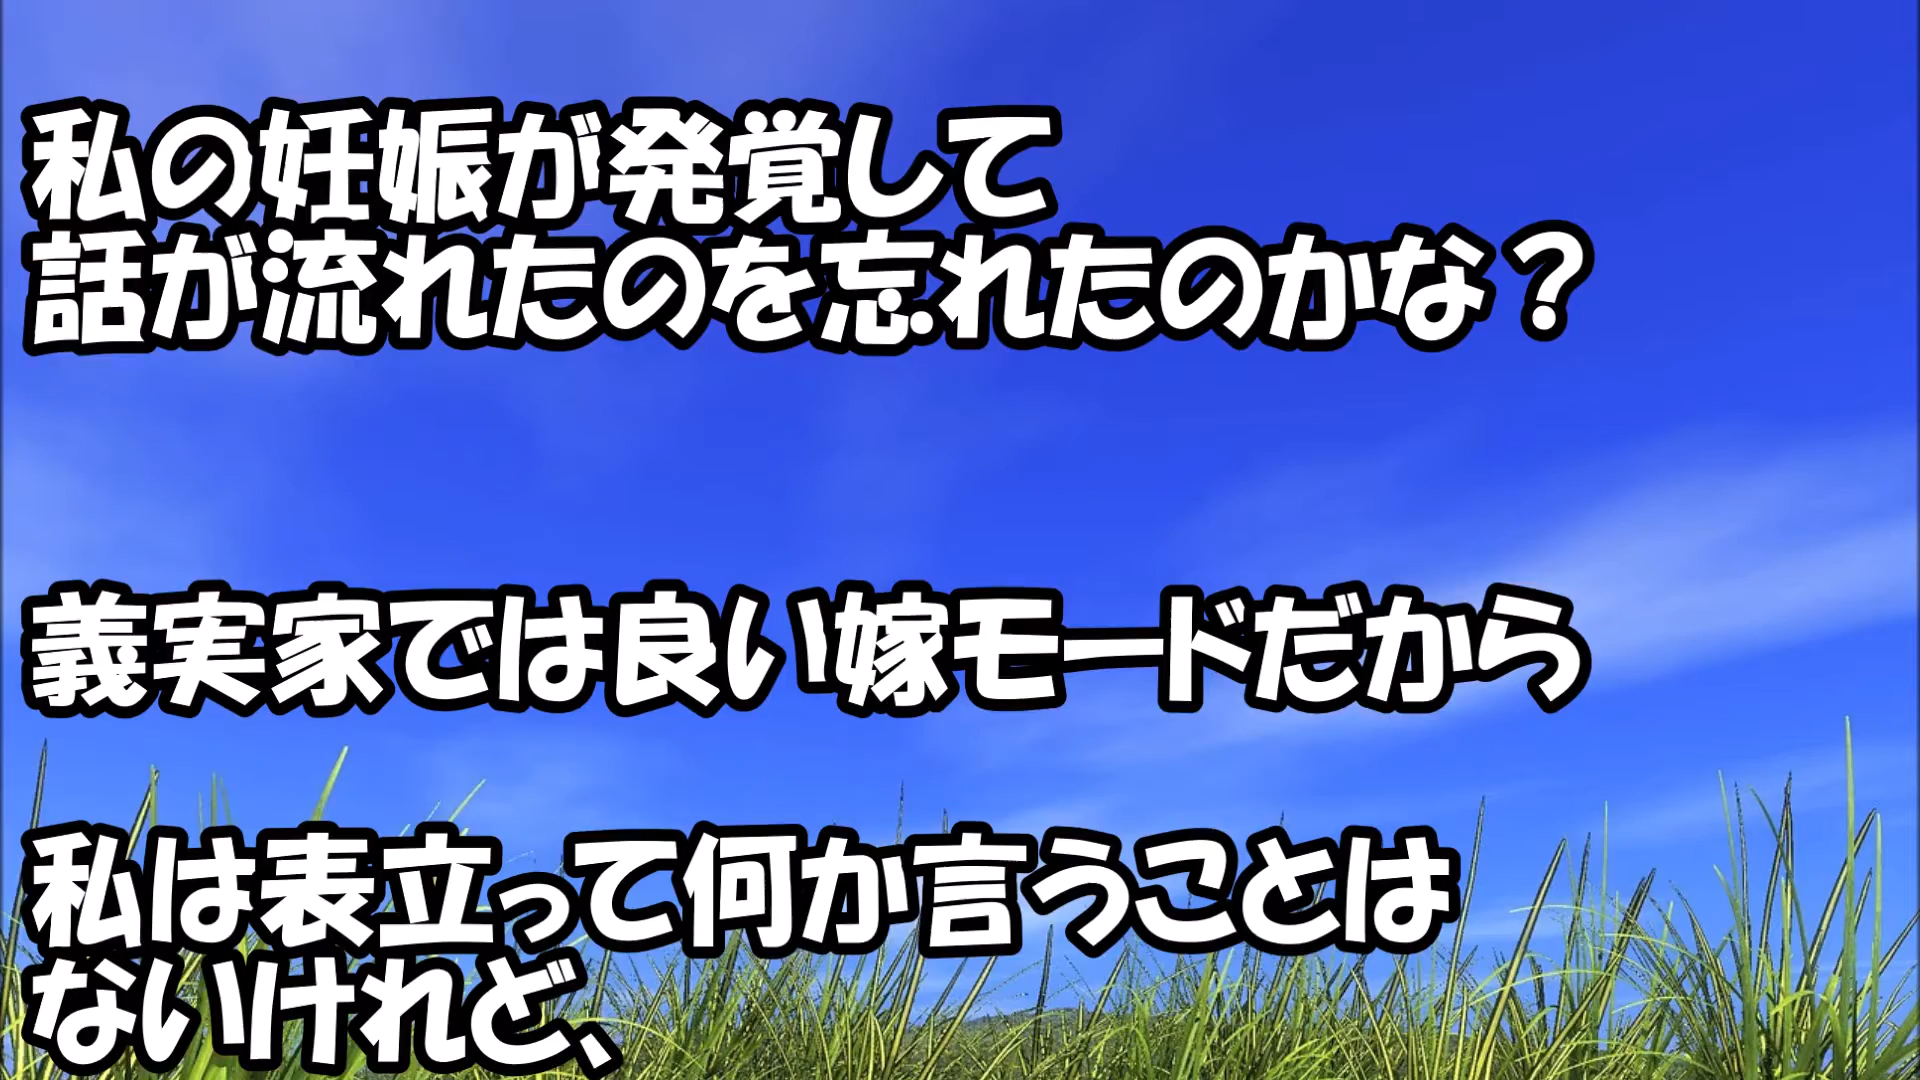 私の妊娠が発覚して
話が流れたのを忘れたのかな？
義実家では良い嫁モードだから
私は表立って何か言うことは
ないけれど、